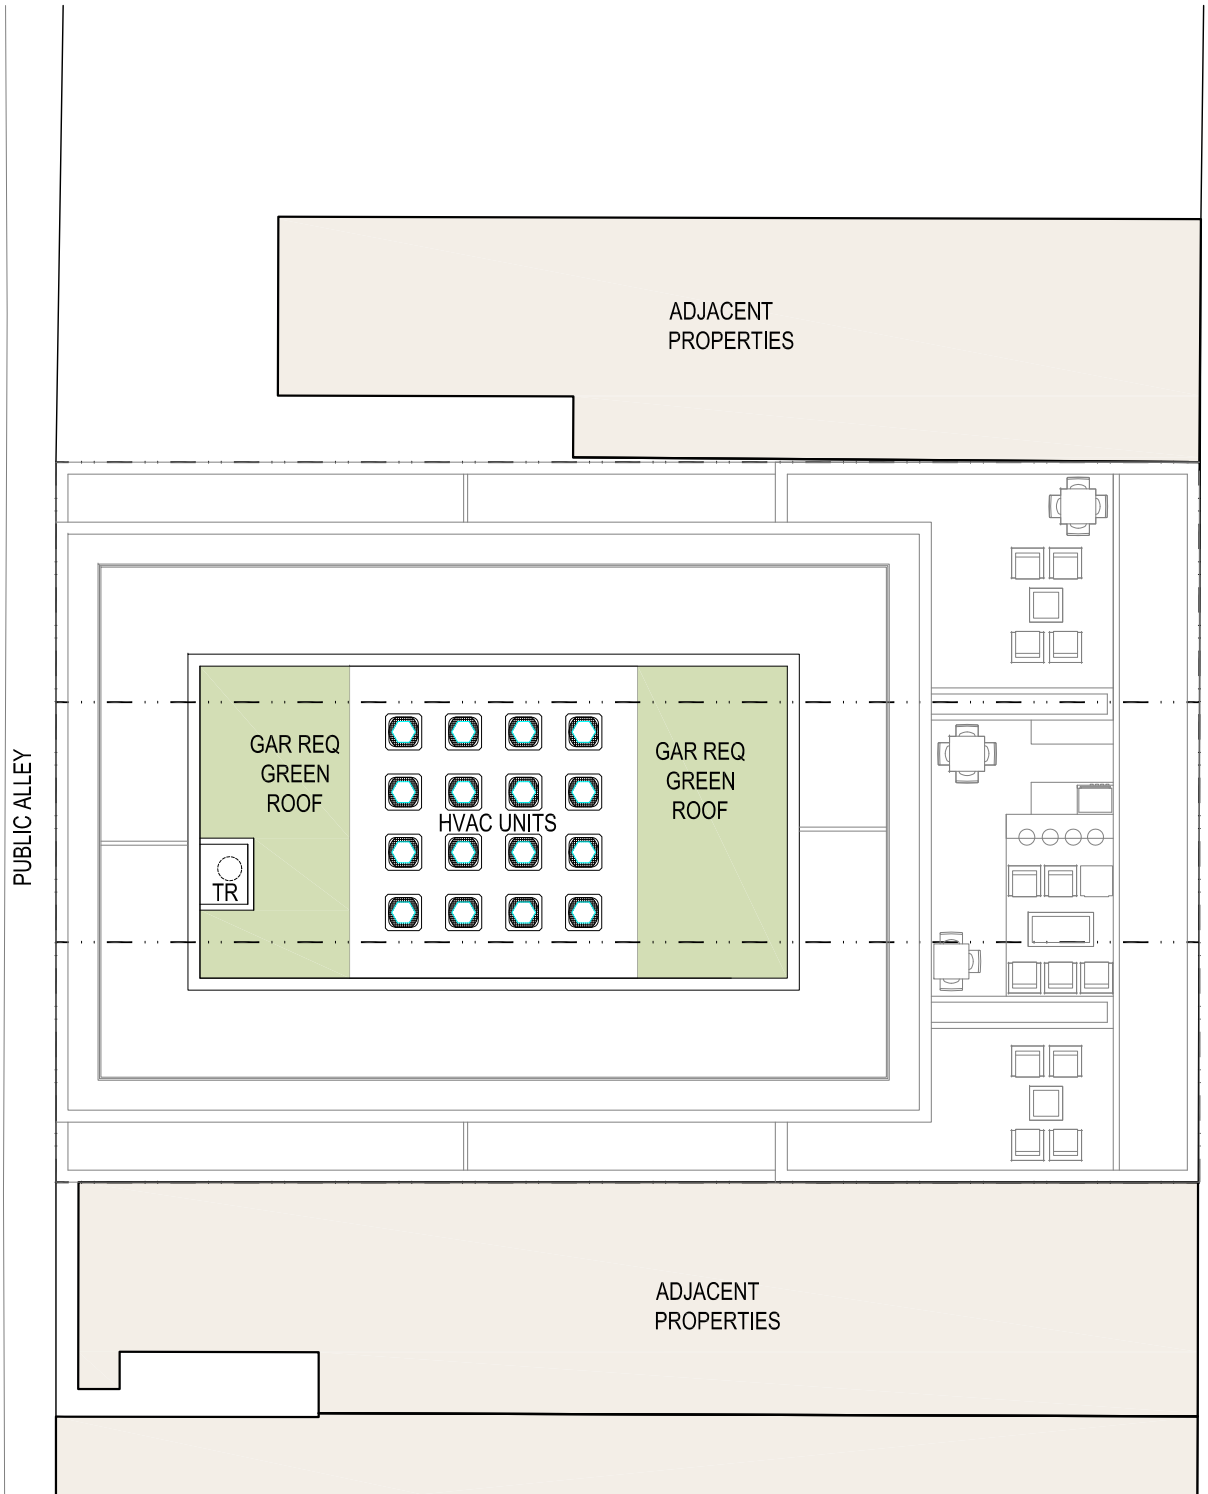 ADJACENT
PROPERTIES
GAR REQ
GREEN
ROOF
GAR REQ
GREEN
ROOF
HVAC UNITS
TR
PUBLIC ALLEY
ADJACENT
PROPERTIES